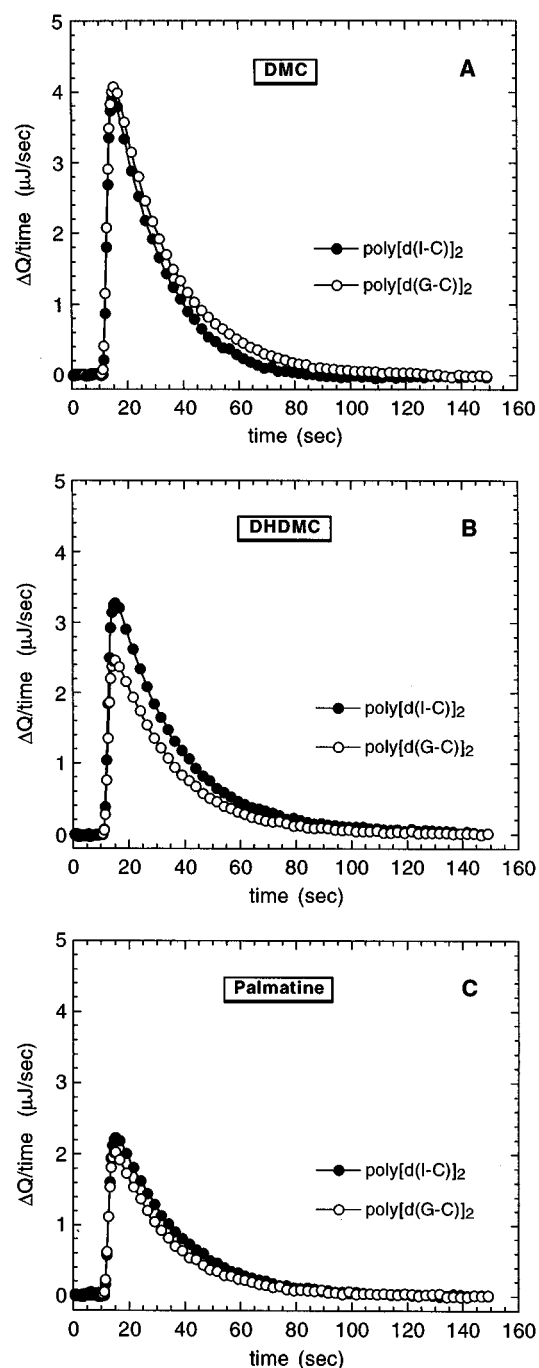 DMC
A
ΔQ/time (μJ/sec)
5
4
3
2
1
0
poly[d(I-C)]2
poly[d(G-C)]2
0 20 40 60 80 100 120 140 160
time (sec)
DHDMC
B
ΔQ/time (μJ/sec)
5
4
3
2
1
0
poly[d(I-C)]2
poly[d(G-C)]2
0 20 40 60 80 100 120 140 160
time (sec)
Palmatine
C
ΔQ/time (μJ/sec)
5
4
3
2
1
0
poly[d(I-C)]2
poly[d(G-C)]2
0 20 40 60 80 100 120 140 160
time (sec)